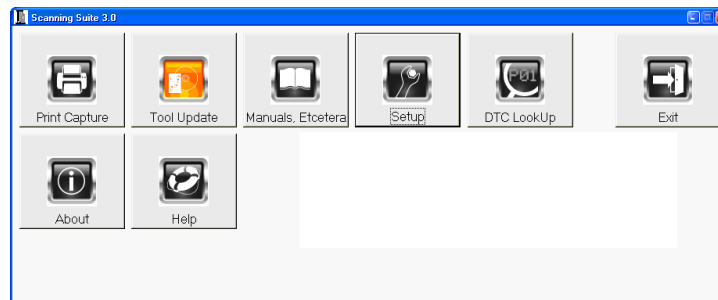 Scanning Suite 3.0
Print Capture
Tool Update
Manuals, Etcetera
Setup
P01
DTC LookUp
Exit
About
Help